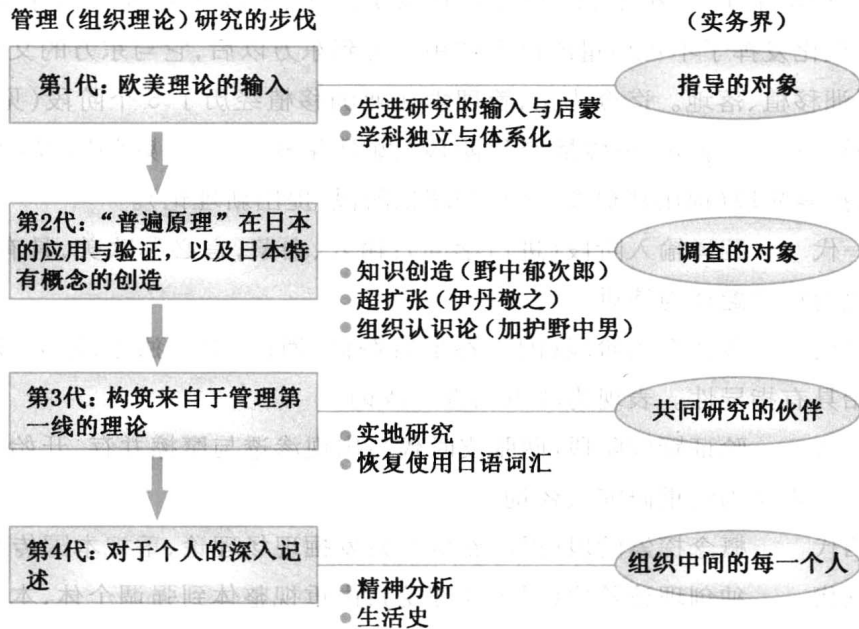 管理（组织理论）研究的步伐
（实务界）
第1代：欧美理论的输入
指导的对象
先进研究的输入与启蒙
学科独立与体系化
第2代：“普遍原理”在日本
的应用与验证，以及日本特
有概念的创造
调查的对象
知识创造（野中郁次郎）
超扩张（伊丹敬之）
组织认识论（加护野中男）
第3代：构筑来自于管理第
一线的理论
共同研究的伙伴
实地研究
恢复使用日语词汇
第4代：对于个人的深入记
述
组织中间的每一个人
精神分析
生活史